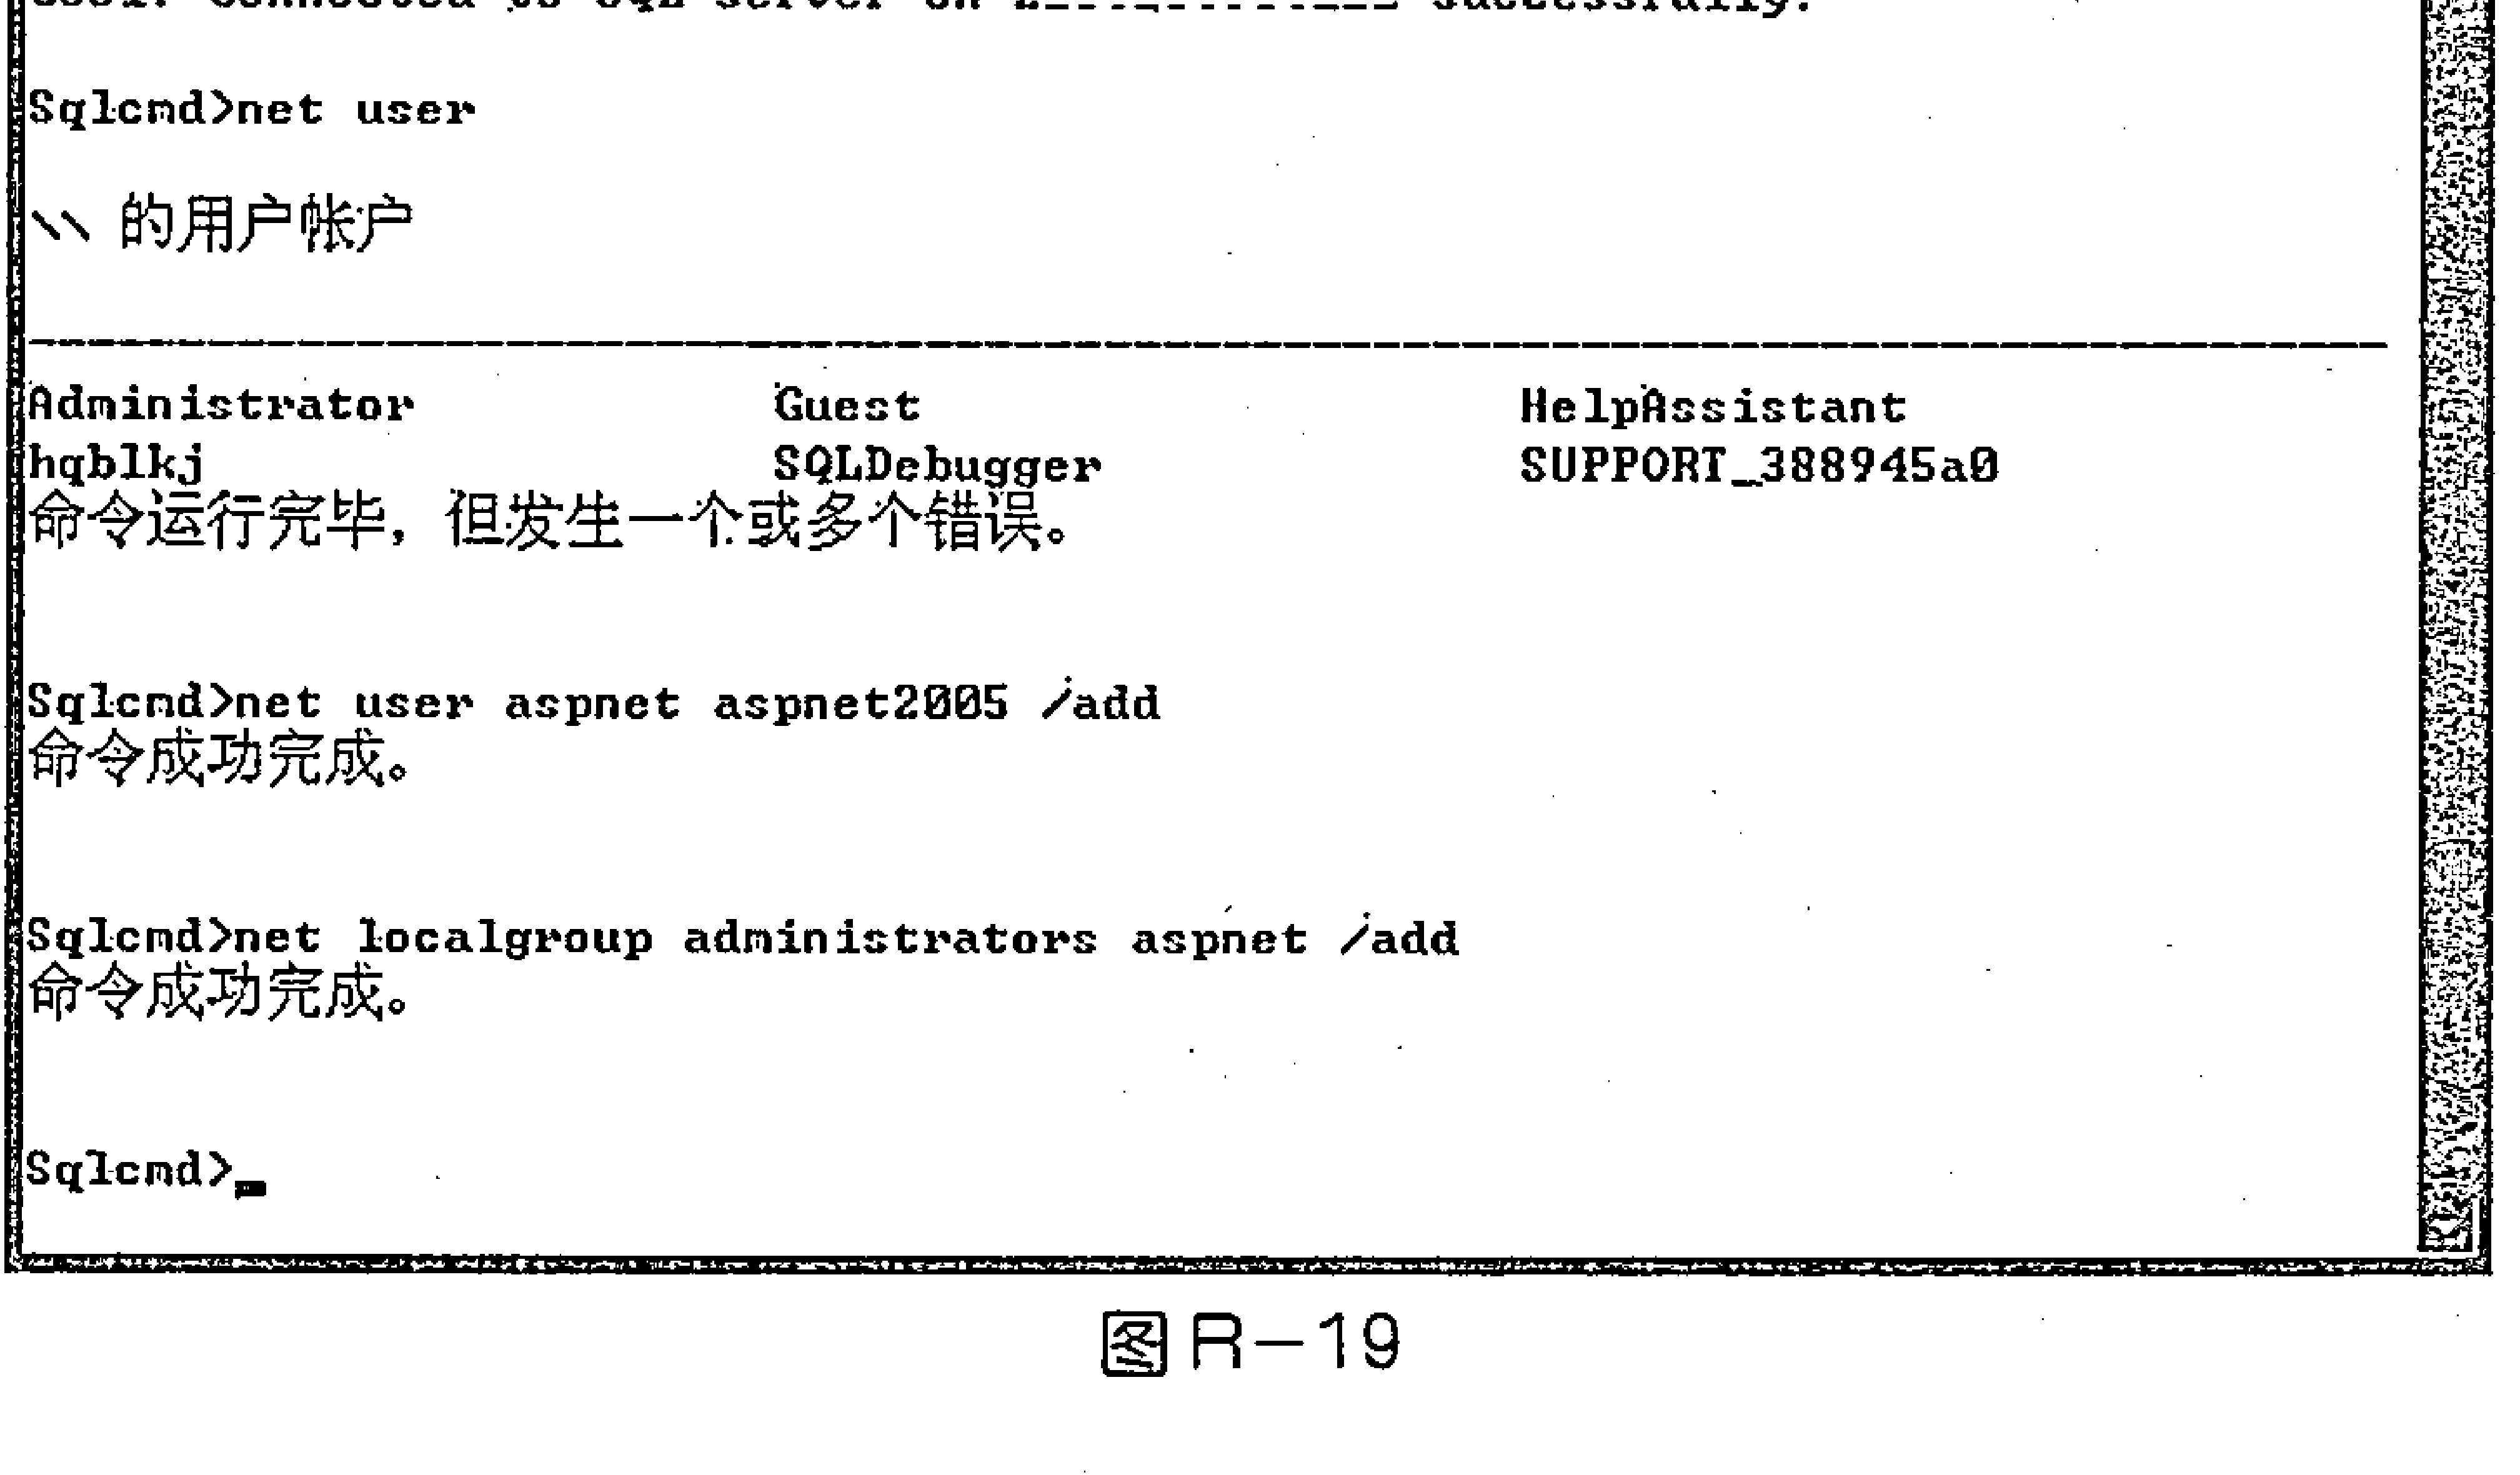 Sqlcmd>net user
\\ 的用户帐户
-------------------------------------------------------------------------------
Administrator Guest HelpAssistant
hqblkj SQLDebugger SUPPORT_388945a0
命令运行完毕，但发生一个或多个错误。
Sqlcmd>net user aspnet aspnet2005 /add
命令成功完成。
Sqlcmd>net localgroup administrators aspnet /add
命令成功完成。
Sqlcmd>_
图R-19